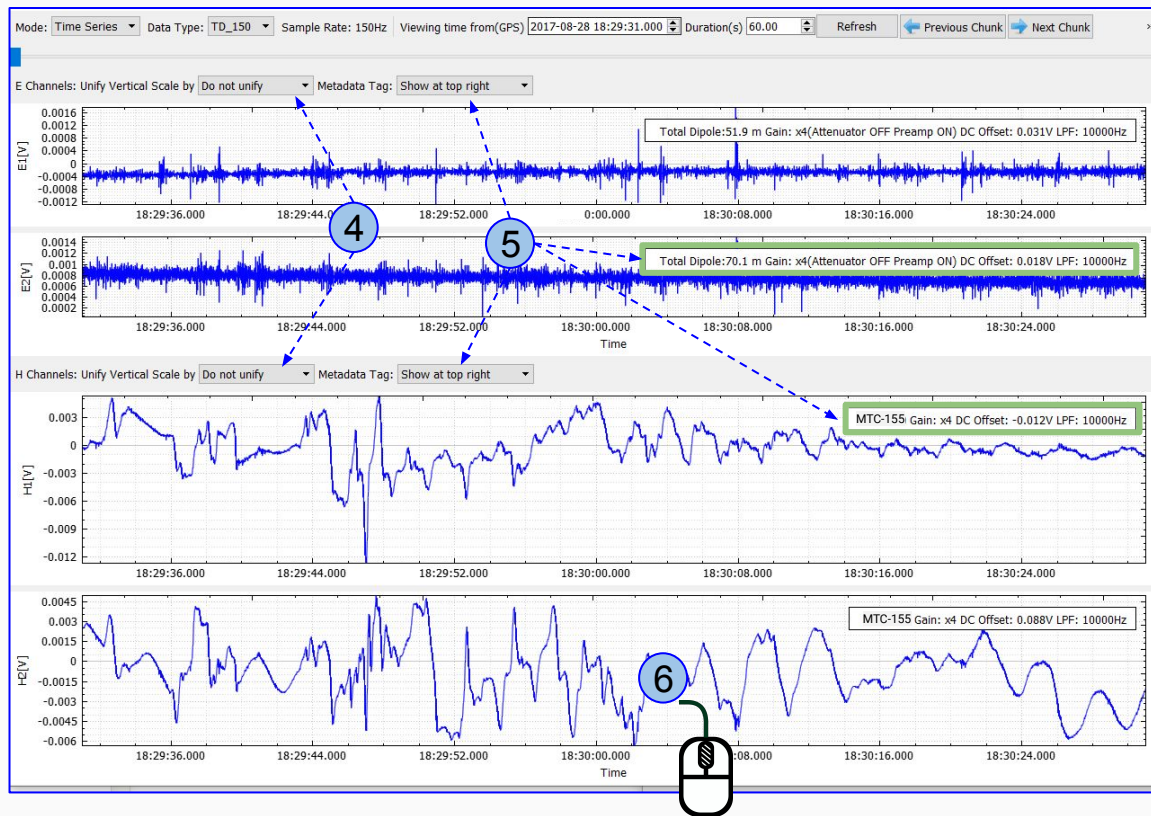 Mode: Time Series Data Type: TD_150 Sample Rate: 150Hz Viewing time from(GPS) 2017-08-28 18:29:31.000 Duration(s) 60.00 Refresh Previous Chunk Next Chunk »
E Channels: Unify Vertical Scale by Do not unify Metadata Tag: Show at top right
0.0016
0.0012
0.0008
0.0004
0
-0.0004
-0.0008
-0.0012
E1[V]
Total Dipole:51.9 m Gain: x4(Attenuator OFF Preamp ON) DC Offset: 0.031V LPF: 10000Hz
18:29:36.000 18:29:44.0 18:29:52.000 0:00.000 18:30:08.000 18:30:16.000 18:30:24.000
4
5
0.0014
0.0012
0.001
0.0008
0.0006
0.0004
0.0002
E2[V]
Total Dipole:70.1 m Gain: x4(Attenuator OFF Preamp ON) DC Offset: 0.018V LPF: 10000Hz
18:29:36.000 18:29:44.000 18:29:52.000 18:30:00.000 18:30:08.000 18:30:16.000 18:30:24.000
Time
H Channels: Unify Vertical Scale by Do not unify Metadata Tag: Show at top right
0.003
0
-0.003
-0.006
-0.009
-0.012
H1[V]
MTC-155 Gain: x4 DC Offset: -0.012V LPF: 10000Hz
18:29:36.000 18:29:44.000 18:29:52.000 18:30:00.000 18:30:08.000 18:30:16.000 18:30:24.000
0.0045
0.003
0.0015
0
-0.0015
-0.003
-0.0045
-0.006
H2[V]
MTC-155 Gain: x4 DC Offset: 0.088V LPF: 10000Hz
6
18:29:36.000 18:29:44.000 18:29:52.000 18:30:00.000 :08.000 18:30:16.000 18:30:24.000
Time